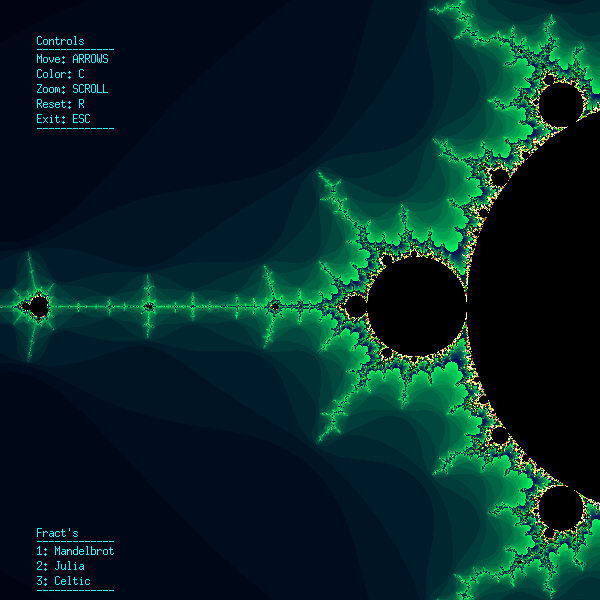 Controls
-------------
Move: ARROWS
Color: C
Zoom: SCROLL
Reset: R
Exit: ESC
-------------
Fract's
-------------
1: Mandelbrot
2: Julia
3: Celtic
-------------